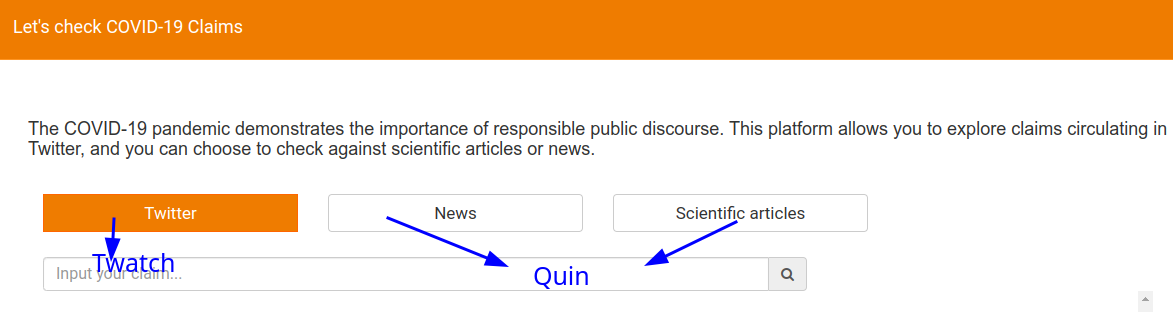 Let's check COVID-19 Claims
The COVID-19 pandemic demonstrates the importance of responsible public discourse. This platform allows you to explore claims circulating in
Twitter, and you can choose to check against scientific articles or news.
Twitter News Scientific articles
Twatch
Input your claim...
Quin